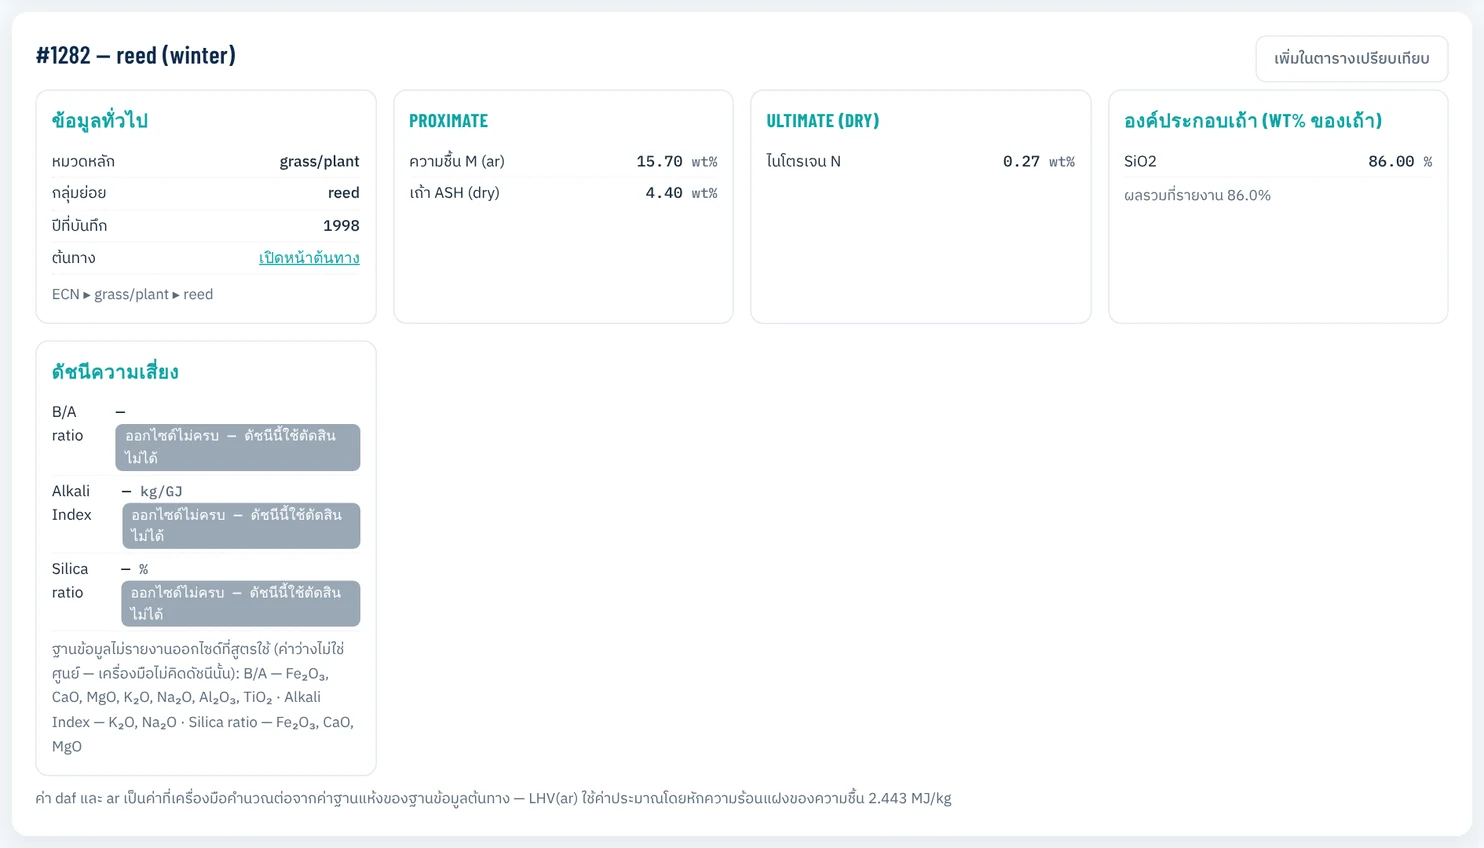 #1282 — reed (winter)
เพิ่มในตารางเปรียบเทียบ
ข้อมูลทั่วไป
หมวดหลัก grass/plant
กลุ่มย่อย reed
ปีที่บันทึก 1998
ต้นทาง เปิดหน้าต้นทาง
ECN ▸ grass/plant ▸ reed
PROXIMATE
ความชื้น M (ar) 15.70 wt%
เถ้า ASH (dry) 4.40 wt%
ULTIMATE (DRY)
ไนโตรเจน N 0.27 wt%
องค์ประกอบเถ้า (WT% ของเถ้า)
SiO2 86.00 %
ผลรวมที่รายงาน 86.0%
ดัชนีความเสี่ยง
B/A ratio —
ออกไซด์ไม่ครบ — ดัชนีนี้ใช้ตัดสิน
ไม่ได้
Alkali Index — kg/GJ
ออกไซด์ไม่ครบ — ดัชนีนี้ใช้ตัดสิน
ไม่ได้
Silica ratio — %
ออกไซด์ไม่ครบ — ดัชนีนี้ใช้ตัดสิน
ไม่ได้
ฐานข้อมูลไม่รายงานออกไซด์ที่สูตรใช้ (ค่าว่างไม่ใช่
ศูนย์ — เครื่องมือไม่คิดดัชนีนั้น): B/A — Fe₂O₃,
CaO, MgO, K₂O, Na₂O, Al₂O₃, TiO₂ · Alkali
Index — K₂O, Na₂O · Silica ratio — Fe₂O₃, CaO,
MgO
ค่า daf และ ar เป็นค่าที่เครื่องมือคำนวณต่อจากค่าฐานแห้งของฐานข้อมูลต้นทาง — LHV(ar) ใช้ค่าประมาณโดยหักความร้อนแฝงของความชื้น 2.443 MJ/kg